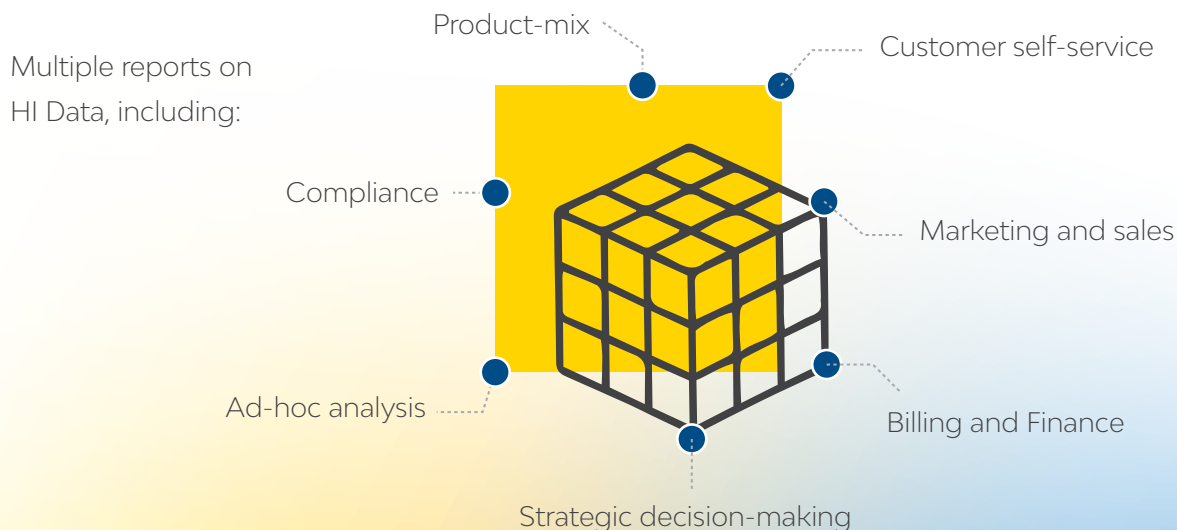 Multiple reports on
HI Data, including:
Product-mix
Customer self-service
Compliance
Marketing and sales
Ad-hoc analysis
Billing and Finance
Strategic decision-making